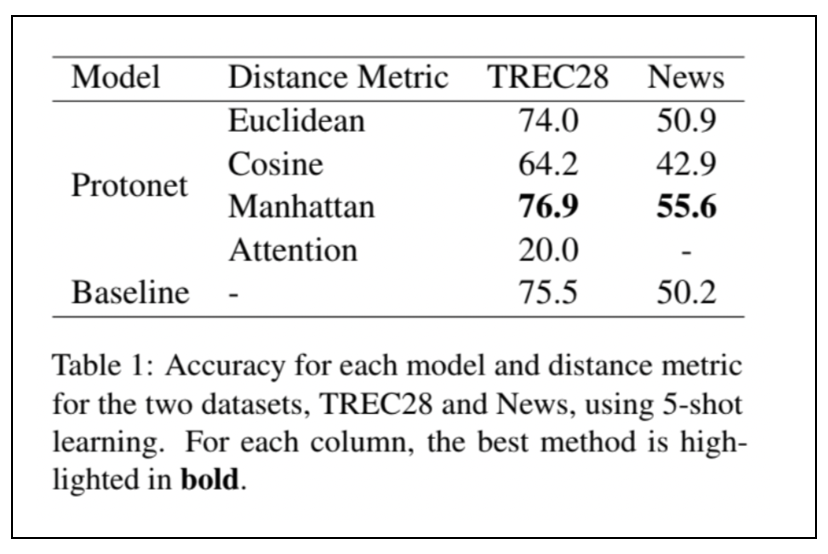 Model Distance Metric TREC28 News
Euclidean 74.0 50.9
Cosine 64.2 42.9
Protonet
Manhattan 76.9 55.6
Attention 20.0 -
Baseline - 75.5 50.2
Table 1: Accuracy for each model and distance metric
for the two datasets, TREC28 and News, using 5-shot
learning. For each column, the best method is high-
lighted in bold.